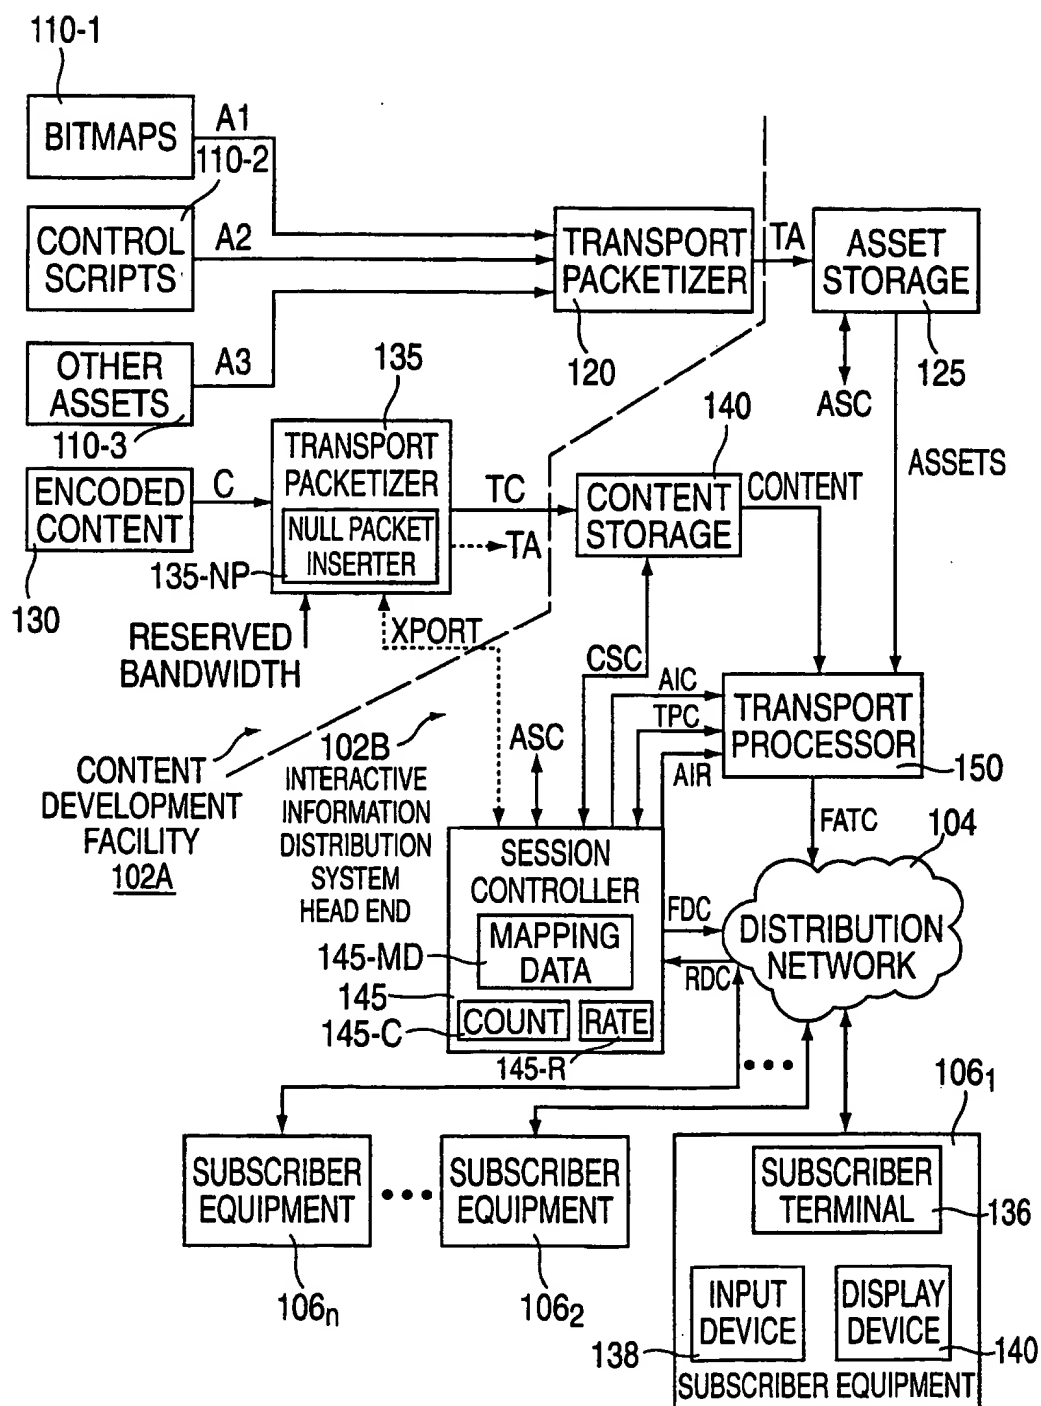 110-1
BITMAPS
A1
110-2
CONTROL
SCRIPTS
A2
TRANSPORT
PACKETIZER
120
TA
ASSET
STORAGE
125
ASC
OTHER
ASSETS
A3
110-3
135
TRANSPORT
PACKETIZER
NULL PACKET
INSERTER
135-NP
ENCODED
CONTENT
C
130
RESERVED
BANDWIDTH
TC
TA
140
CONTENT
STORAGE
CONTENT
ASSETS
XPORT
CSC
AIC
TPC
AIR
TRANSPORT
PROCESSOR
150
CONTENT
DEVELOPMENT
FACILITY
102A
102B
INTERACTIVE
INFORMATION
DISTRIBUTION
SYSTEM
HEAD END
ASC
FATC
104
SESSION
CONTROLLER
MAPPING
DATA
145-MD
145
145-C
COUNT
RATE
145-R
FDC
RDC
DISTRIBUTION
NETWORK
SUBSCRIBER
EQUIPMENT
106n
SUBSCRIBER
EQUIPMENT
1062
1061
SUBSCRIBER
TERMINAL
136
INPUT
DEVICE
138
DISPLAY
DEVICE
140
SUBSCRIBER EQUIPMENT